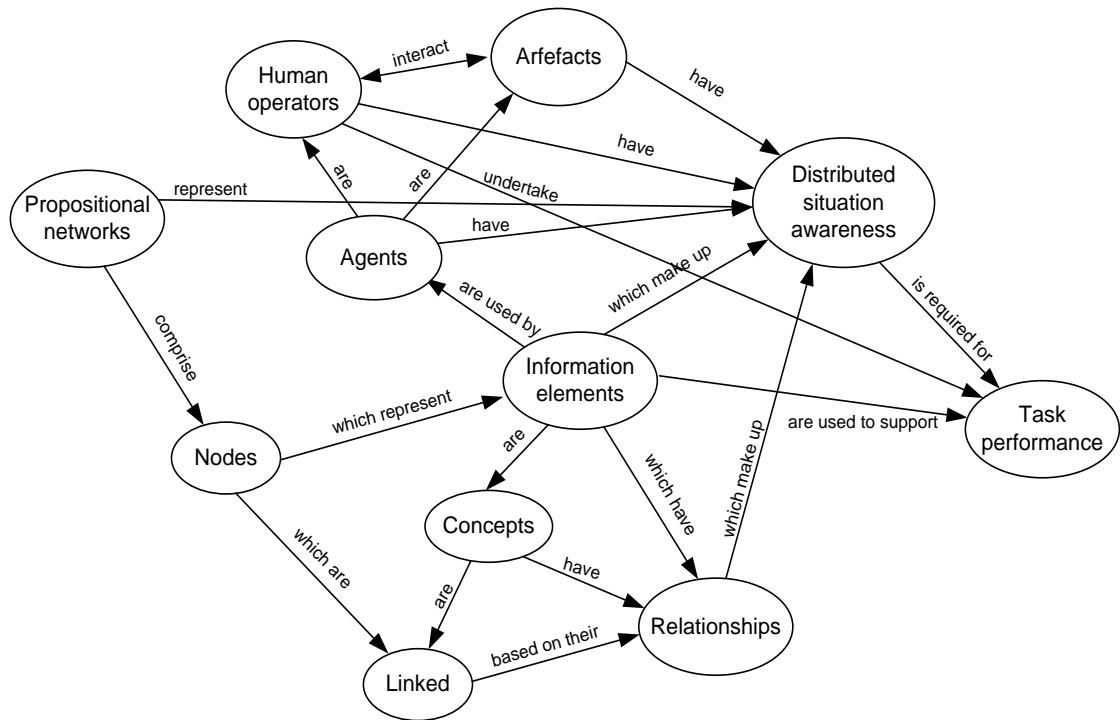 interact
Arfefacts
Human
operators
have
have
are
are
Distributed
situation
awareness
Propositional
networks
represent
undertake
have
Agents
which make up
are used by
is required for
comprise
Information
elements
which represent
are used to support
Task
performance
Nodes
are
which have
which make up
Concepts
which are
are
have
Relationships
based on their
Linked